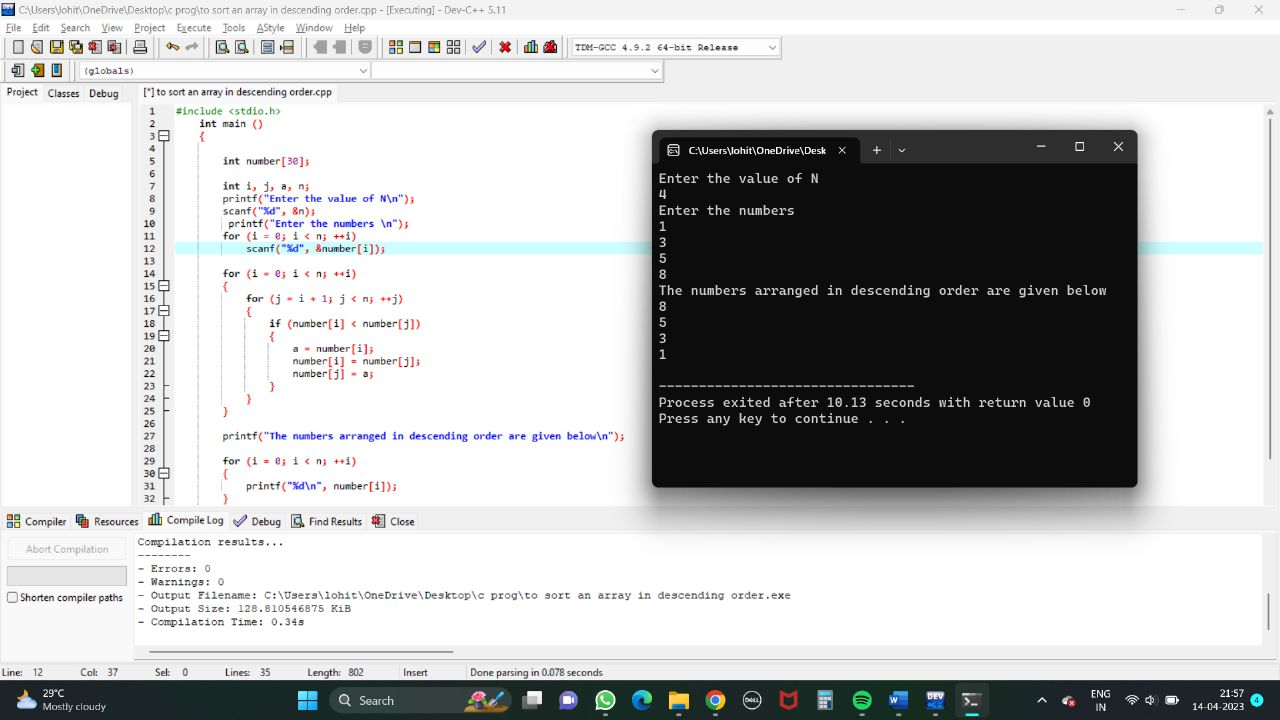 C:\Users\lohit\OneDrive\Desktop\c prog\to sort an array in descending order.cpp - [Executing] - Dev-C++ 5.11
File Edit Search View Project Execute Tools AStyle Window Help
TDM-GCC 4.9.2 64-bit Release
(globals)
Project Classes Debug
[*] to sort an array in descending order.cpp
1 #include <stdio.h>
2 int main ()
3 {
4
5 int number[30];
6
7 int i, j, a, n;
8 printf("Enter the value of N\n");
9 scanf("%d", &n);
10 printf("Enter the numbers \n");
11 for (i = 0; i < n; ++i)
12 scanf("%d", &number[i]);
13
14 for (i = 0; i < n; ++i)
15 {
16 for (j = i + 1; j < n; ++j)
17 {
18 if (number[i] < number[j])
19 {
20 a = number[i];
21 number[i] = number[j];
22 number[j] = a;
23 }
24 }
25 }
26
27 printf("The numbers arranged in descending order are given below\n");
28
29 for (i = 0; i < n; ++i)
30 {
31 printf("%d\n", number[i]);
32 }
C:\Users\lohit\OneDrive\Desk
Enter the value of N
4
Enter the numbers
1
3
5
8
The numbers arranged in descending order are given below
8
5
3
1
--------------------------------
Process exited after 10.13 seconds with return value 0
Press any key to continue . . .
Compiler Resources Compile Log Debug Find Results Close
Abort Compilation
Shorten compiler paths
Compilation results...
--------
- Errors: 0
- Warnings: 0
- Output Filename: C:\Users\lohit\OneDrive\Desktop\c prog\to sort an array in descending order.exe
- Output Size: 128.810546875 KiB
- Compilation Time: 0.34s
Line: 12 Col: 37 Sel: 0 Lines: 35 Length: 802 Insert Done parsing in 0.078 seconds
29°C
Mostly cloudy
Search
DELL
DEV
ENG
IN
21:57
14-04-2023
4